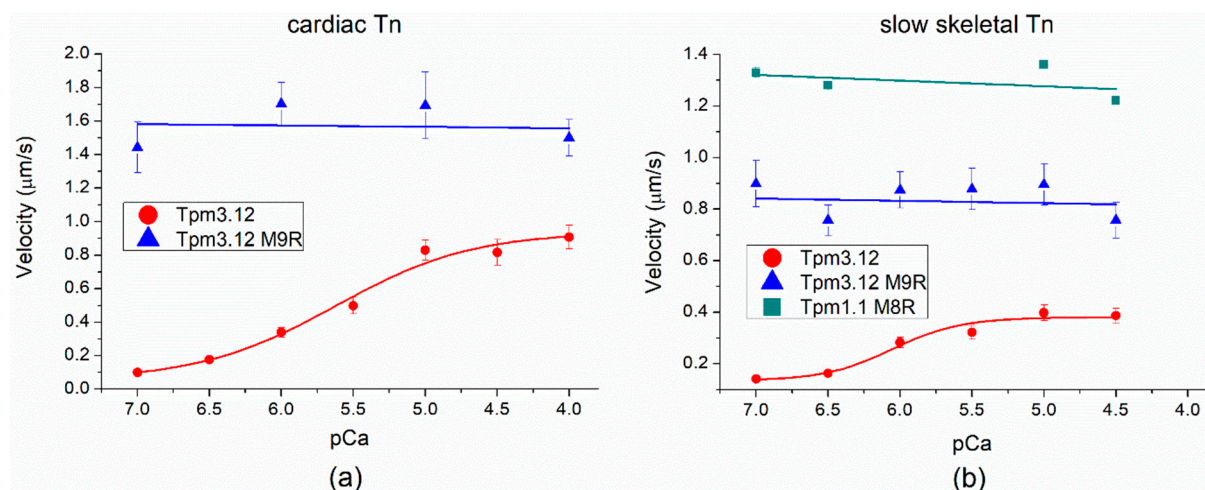 cardiac Tn
slow skeletal Tn
Velocity (μm/s)
2.0
1.8
1.6
1.4
1.2
1.0
0.8
0.6
0.4
0.2
0.0
Tpm3.12
Tpm3.12 M9R
7.0 6.5 6.0 5.5 5.0 4.5 4.0
pCa
(a)
Velocity (μm/s)
1.4
1.2
1.0
0.8
0.6
0.4
0.2
Tpm3.12
Tpm3.12 M9R
Tpm1.1 M8R
7.0 6.5 6.0 5.5 5.0 4.5 4.0
pCa
(b)